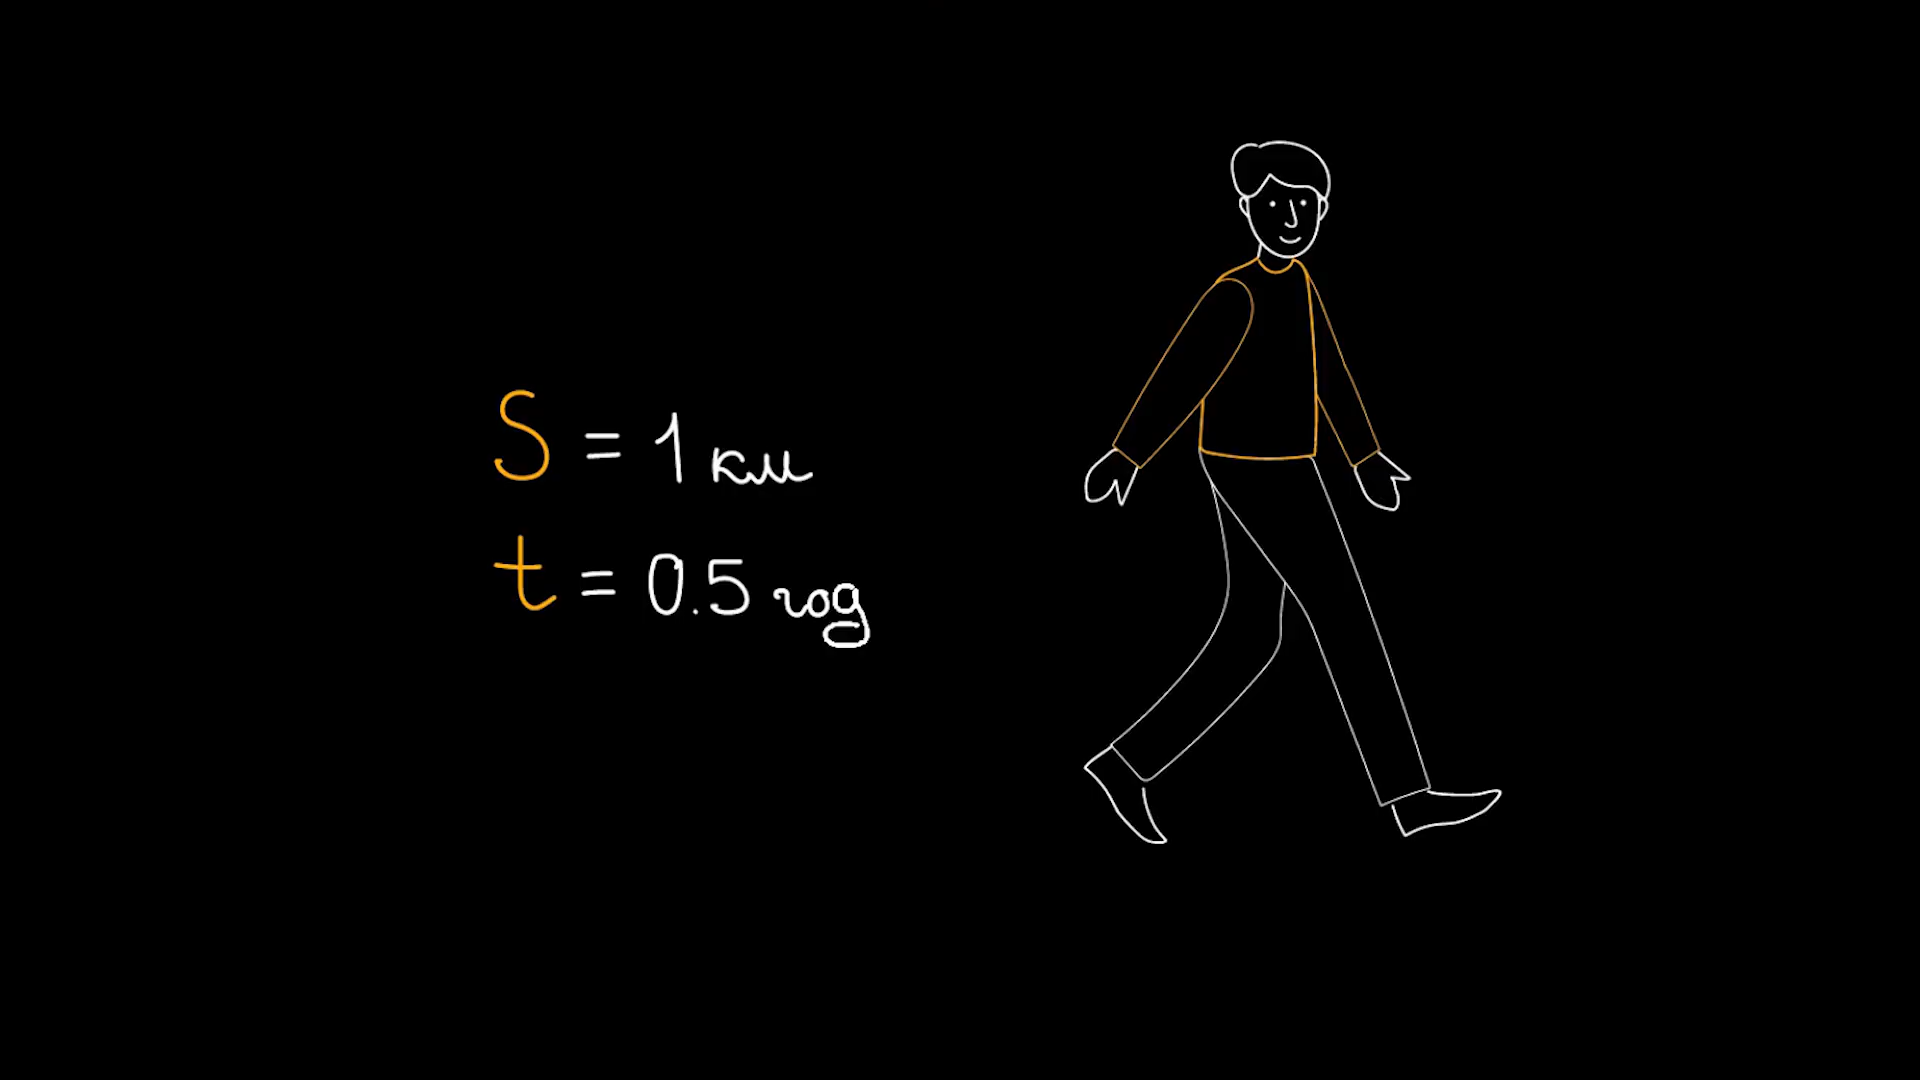 S = 1 км
t = 0.5 год